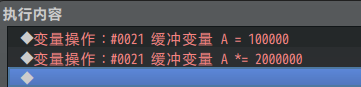 执行内容
◆变量操作：#0021 缓冲变量 A = 100000
◆变量操作：#0021 缓冲变量 A *= 2000000
◆